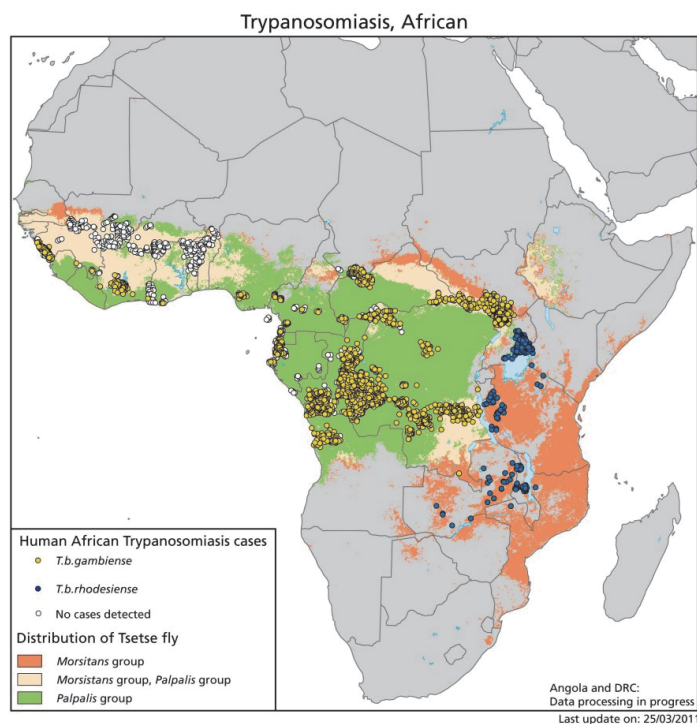 Trypanosomiasis, African
Human African Trypanosomiasis cases
T.b.gambiense
T.b.rhodesiense
No cases detected
Distribution of Tsetse fly
Morsitans group
Morsistans group, Palpalis group
Palpalis group
Angola and DRC:
Data processing in progress
Last update on: 25/03/2011